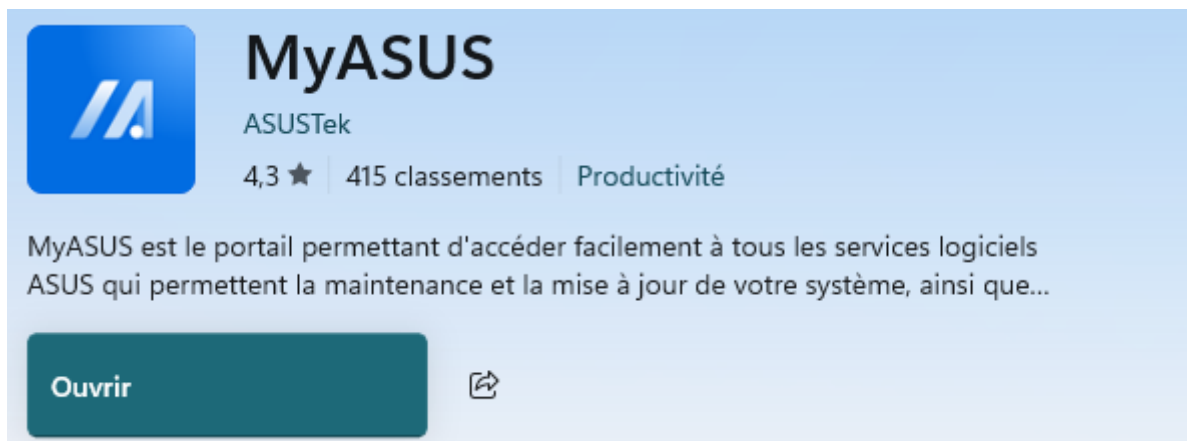 MyASUS
ASUSTek
4,3 ★ 415 classements Productivité
MyASUS est le portail permettant d'accéder facilement à tous les services logiciels
ASUS qui permettent la maintenance et la mise à jour de votre système, ainsi que...
Ouvrir